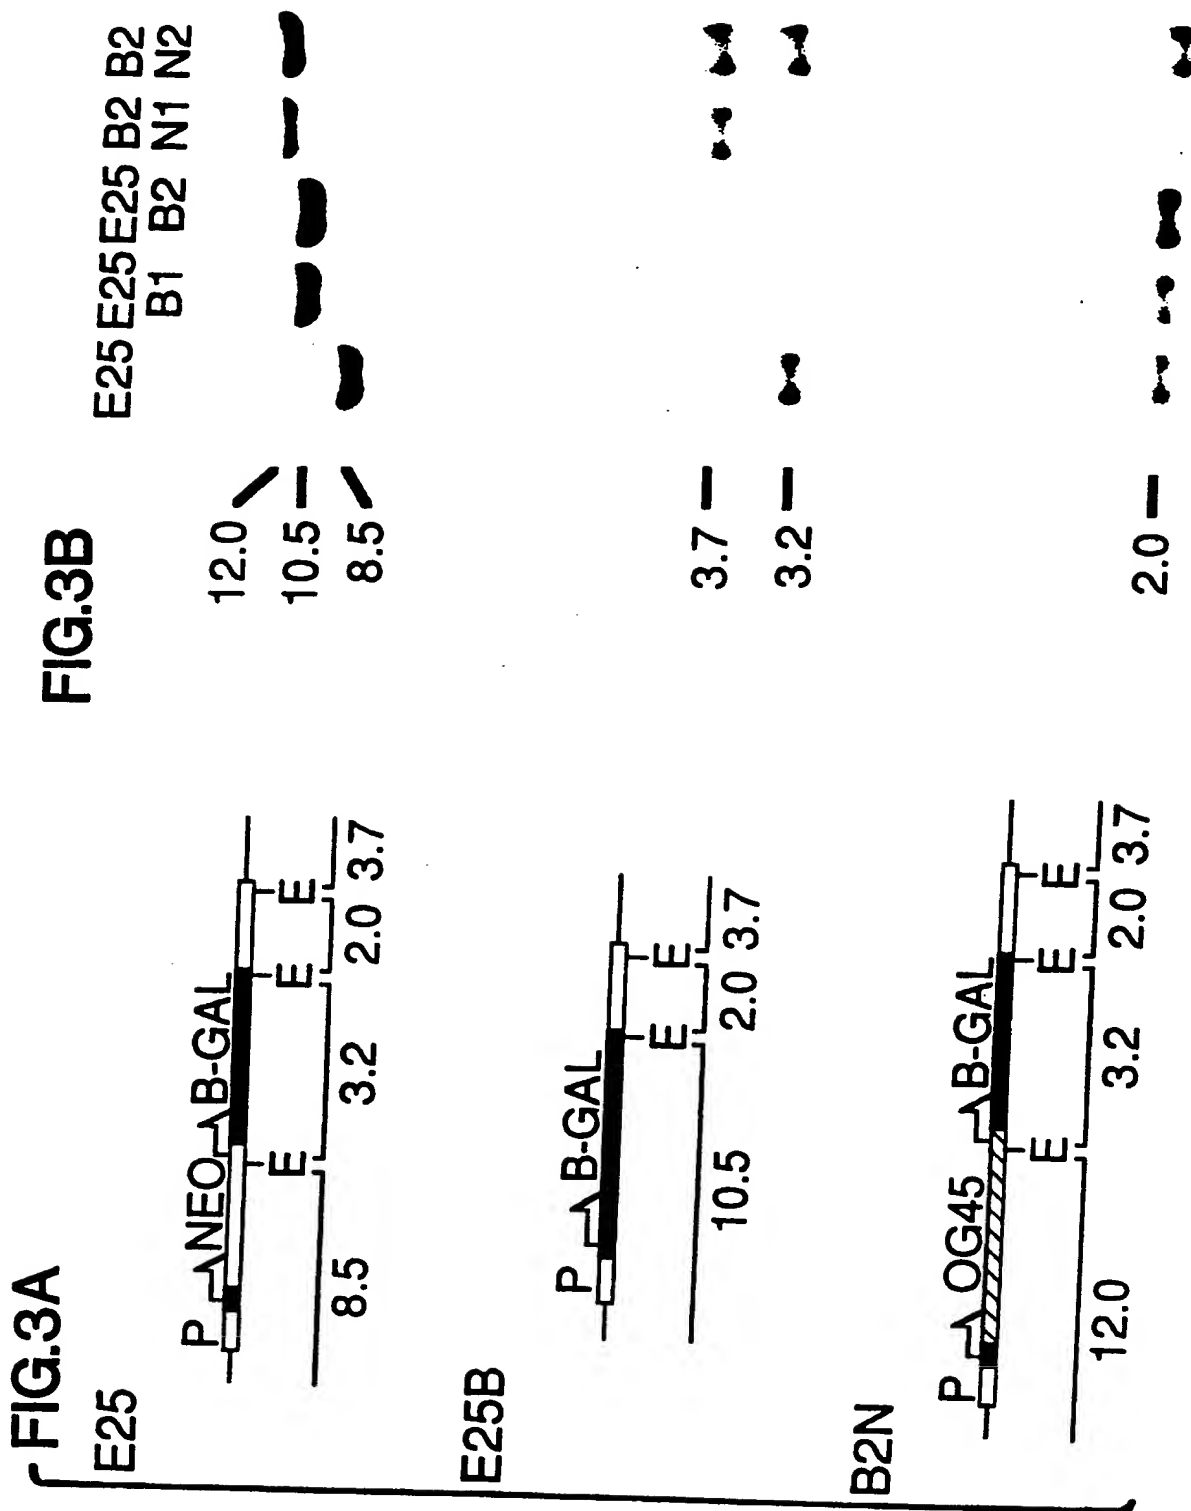 FIG.3A
E25
P NEO B-GAL
E E E
8.5 3.2 2.0 3.7
E25B
P B-GAL
E E
10.5 2.0 3.7
B2N
P OG45 B-GAL
E E E
12.0 3.2 2.0 3.7
FIG.3B
E25 E25 E25 B2 B2
B1 B2 N1 N2
12.0
10.5
8.5
3.7
3.2
2.0